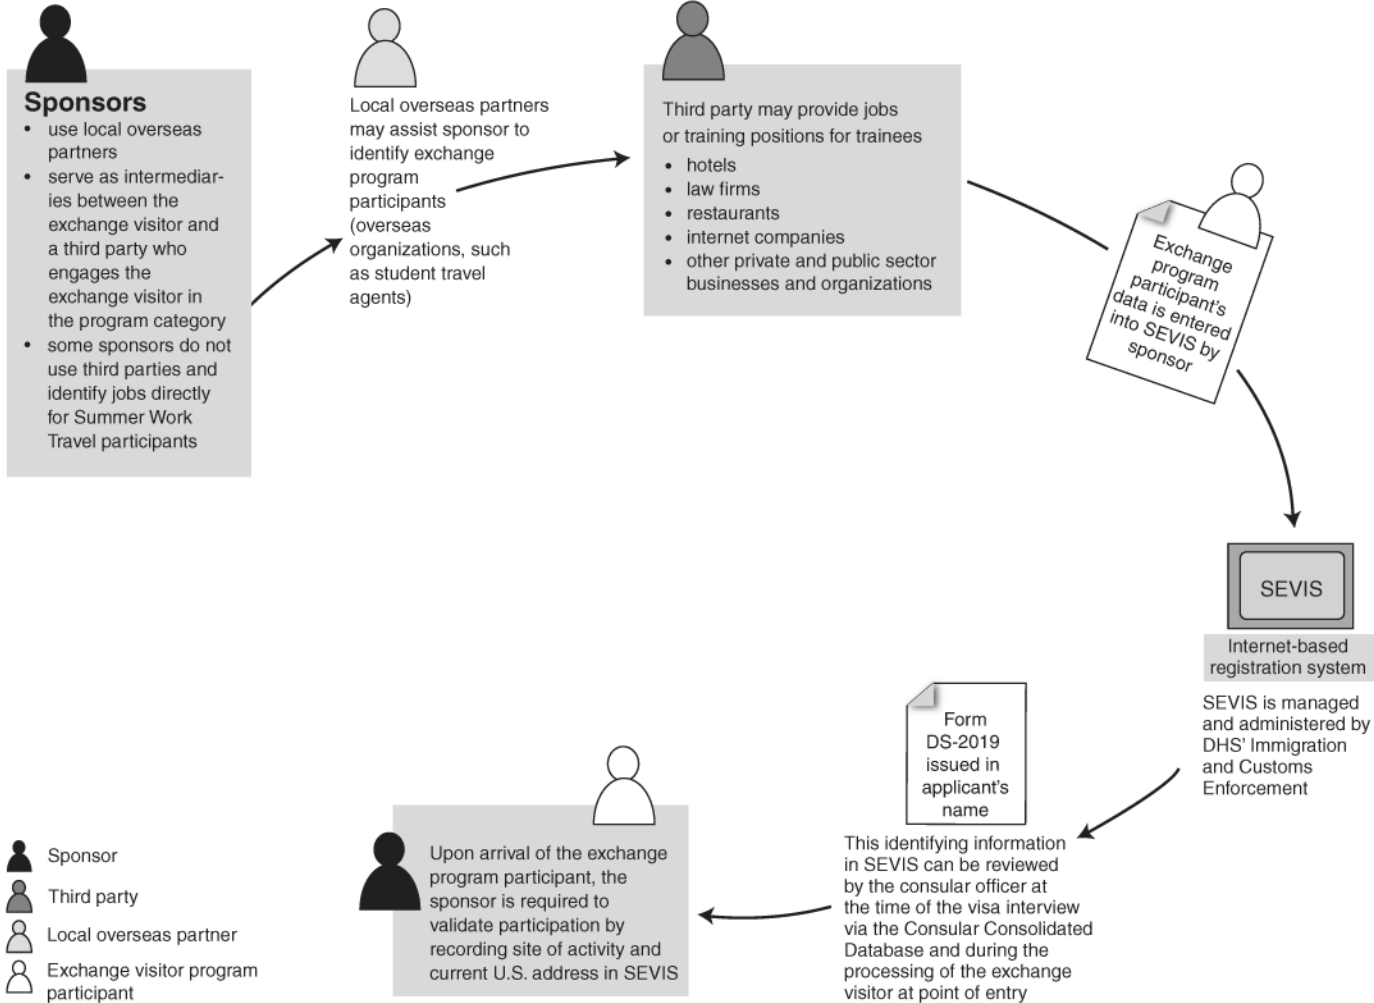 Sponsors
• use local overseas
partners
• serve as intermediar-
ies between the
exchange visitor and
a third party who
engages the
exchange visitor in
the program category
• some sponsors do not
use third parties and
identify jobs directly
for Summer Work
Travel participants
Local overseas partners
may assist sponsor to
identify exchange
program
participants
(overseas
organizations, such
as student travel
agents)
Third party may provide jobs
or training positions for trainees
• hotels
• law firms
• restaurants
• internet companies
• other private and public sector
businesses and organizations
Exchange
program
participant's
data is entered
into SEVIS by
sponsor
SEVIS
Internet-based
registration system
SEVIS is managed
and administered by
DHS' Immigration
and Customs
Enforcement
Form
DS-2019
issued in
applicant's
name
This identifying information
in SEVIS can be reviewed
by the consular officer at
the time of the visa interview
via the Consular Consolidated
Database and during the
processing of the exchange
visitor at point of entry
Upon arrival of the exchange
program participant, the
sponsor is required to
validate participation by
recording site of activity and
current U.S. address in SEVIS
Sponsor
Third party
Local overseas partner
Exchange visitor program
participant